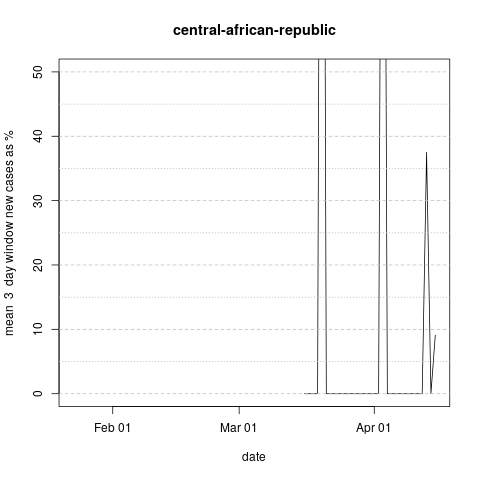 central-african-republic
mean  3  day window new cases as %
50
40
30
20
10
0
Feb 01
Mar 01
Apr 01
date